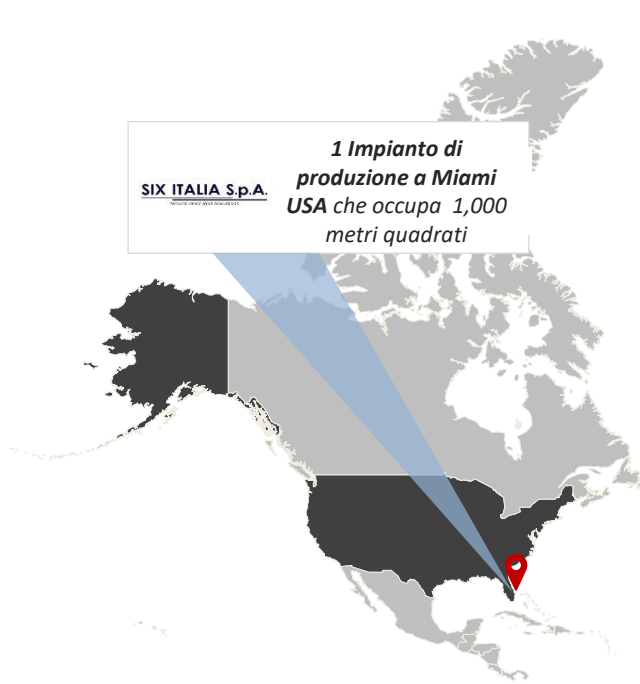 SIX ITALIA S.p.A.
1 Impianto di
produzione a Miami
USA che occupa  1,000
metri quadrati